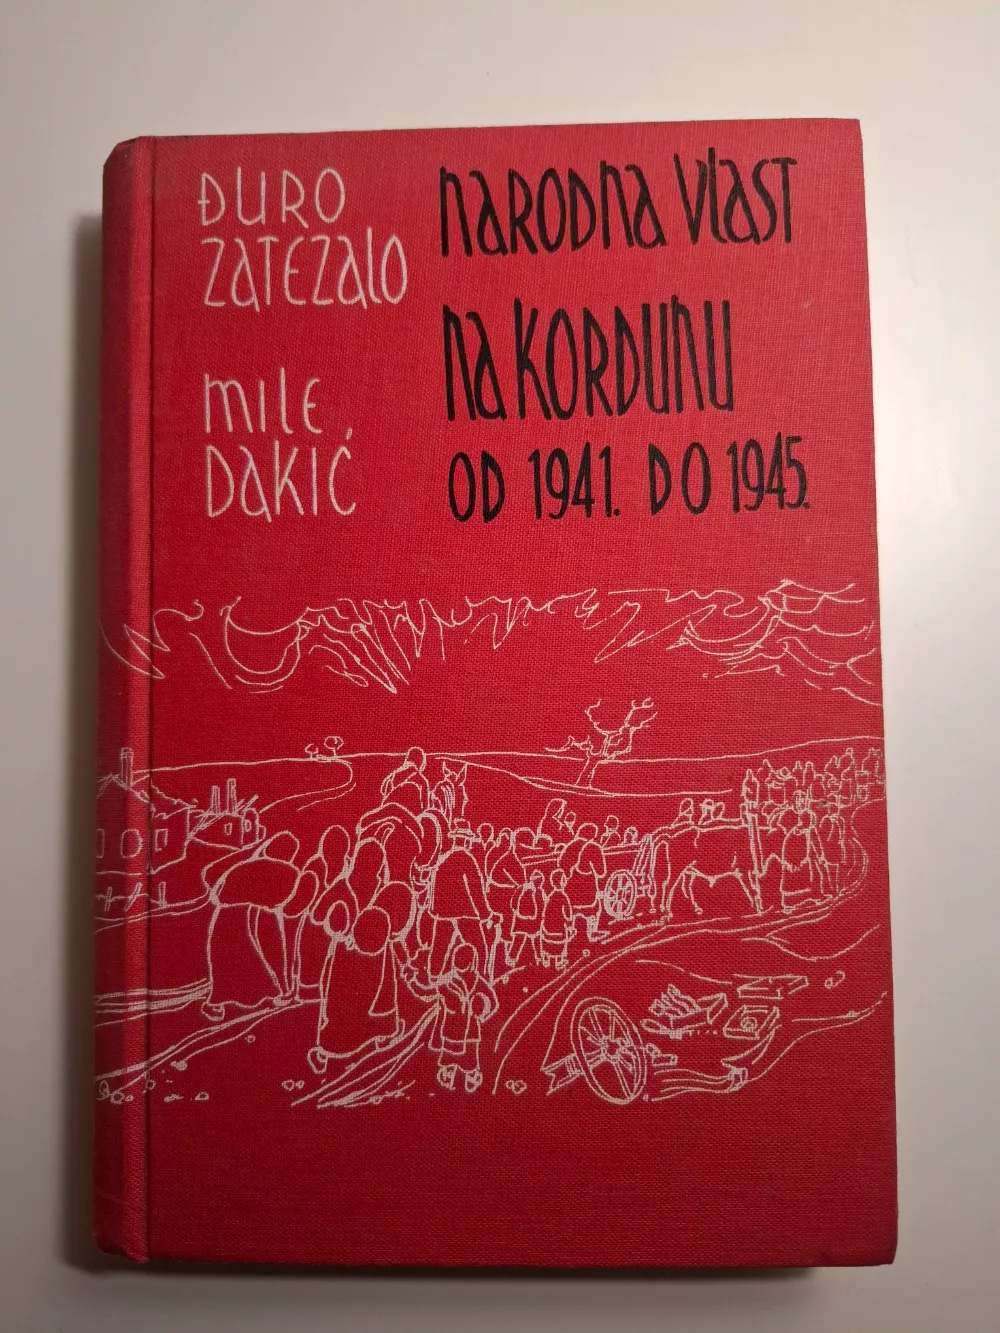 ĐURO
ZATEZALO
MILE
DAKIĆ
NARODNA VLAST
NA KORDUNU
OD 1941. DO 1945.